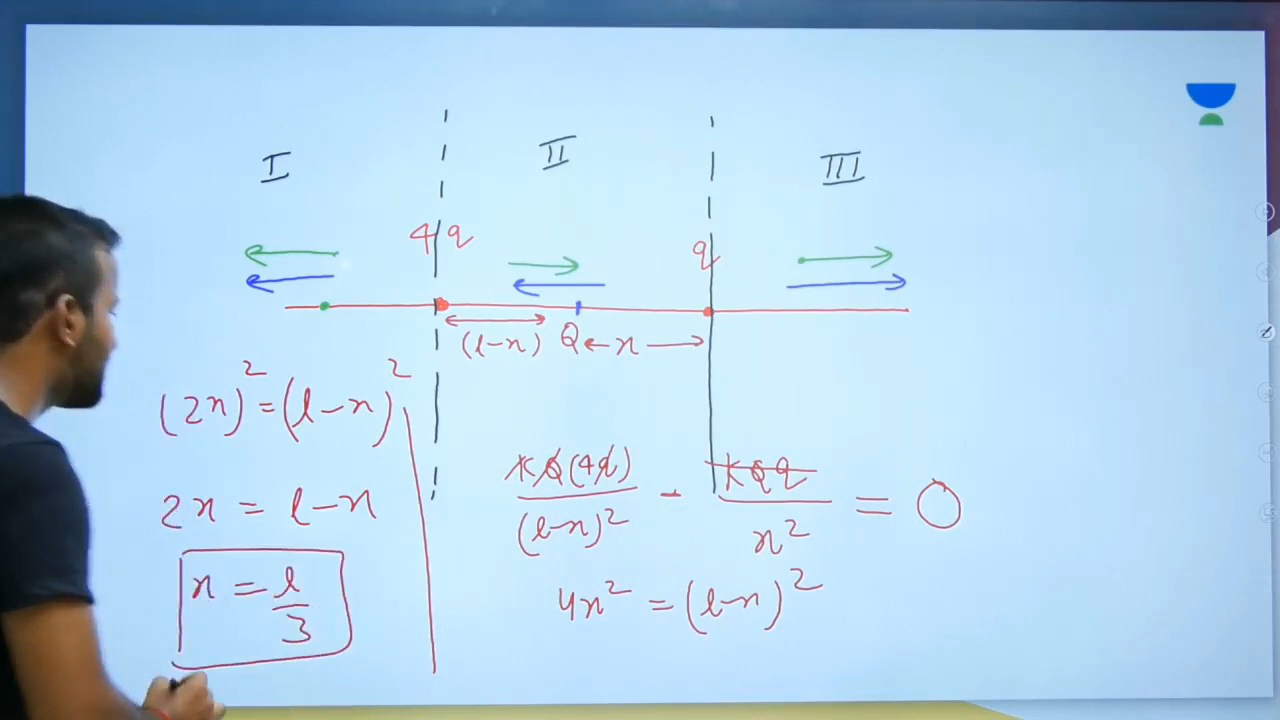 I II III
4q q
(l-x) Q ← x →
(2x)² = (l-x)²
2x = l-x
x = l/3
KQ(4q)/(l-x)² - KQq/x² = 0
4x² = (l-x)²